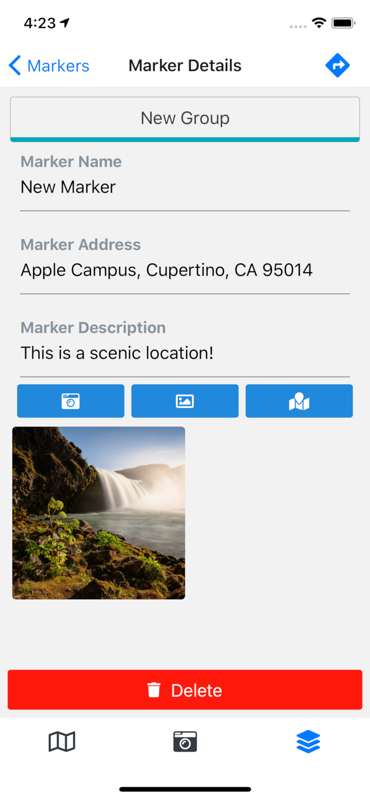 4:23
Markers
Marker Details
New Group
Marker Name
New Marker
Marker Address
Apple Campus, Cupertino, CA 95014
Marker Description
This is a scenic location!
Delete